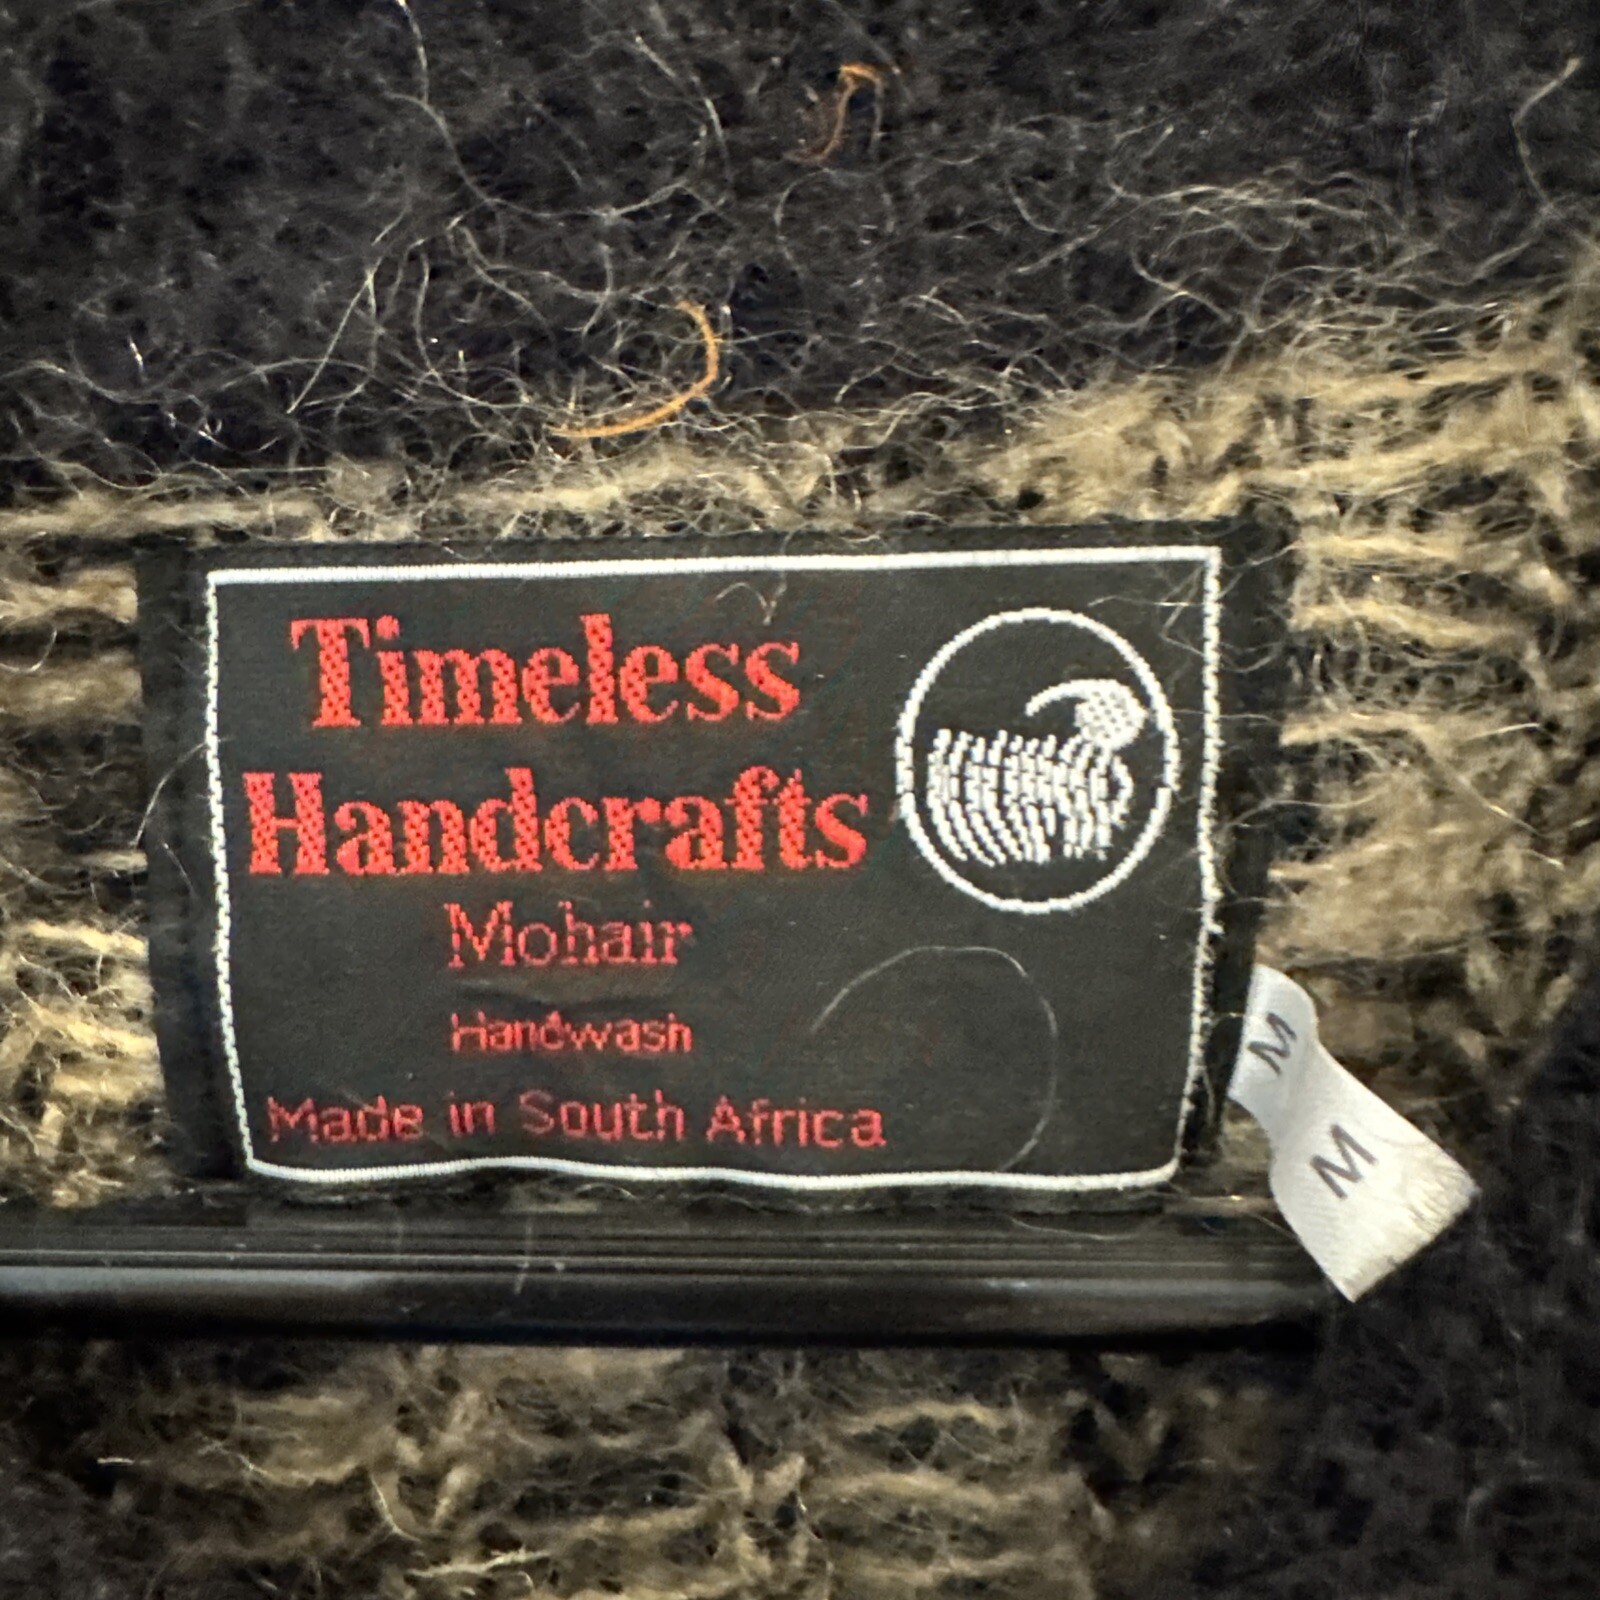 Timeless
Handcrafts
Mohair
Handwash
Made in South Africa
M
M